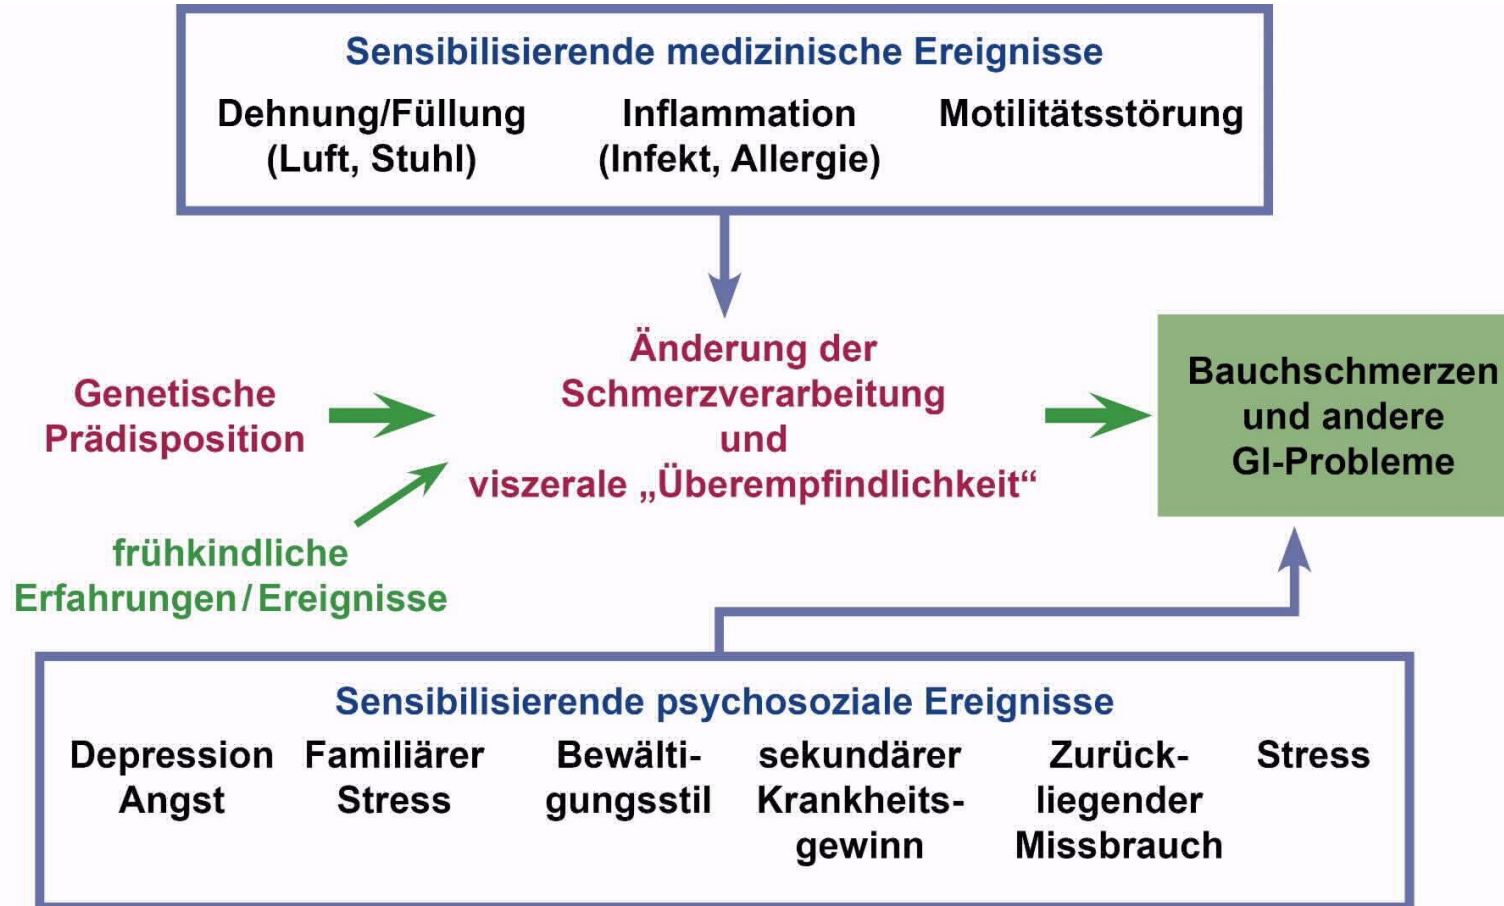 Sensibilisierende medizinische Ereignisse
Dehnung/Füllung
(Luft, Stuhl)
Inflammation
(Infekt, Allergie)
Motilitätsstörung
Genetische
Prädisposition
frühkindliche
Erfahrungen/Ereignisse
Änderung der
Schmerzverarbeitung
und
viszerale „Überempfindlichkeit“
Bauchschmerzen
und andere
GI-Probleme
Sensibilisierende psychosoziale Ereignisse
Depression
Angst
Familiärer
Stress
Bewälti-
gungsstil
sekundärer
Krankheits-
gewinn
Zurück-
liegender
Missbrauch
Stress